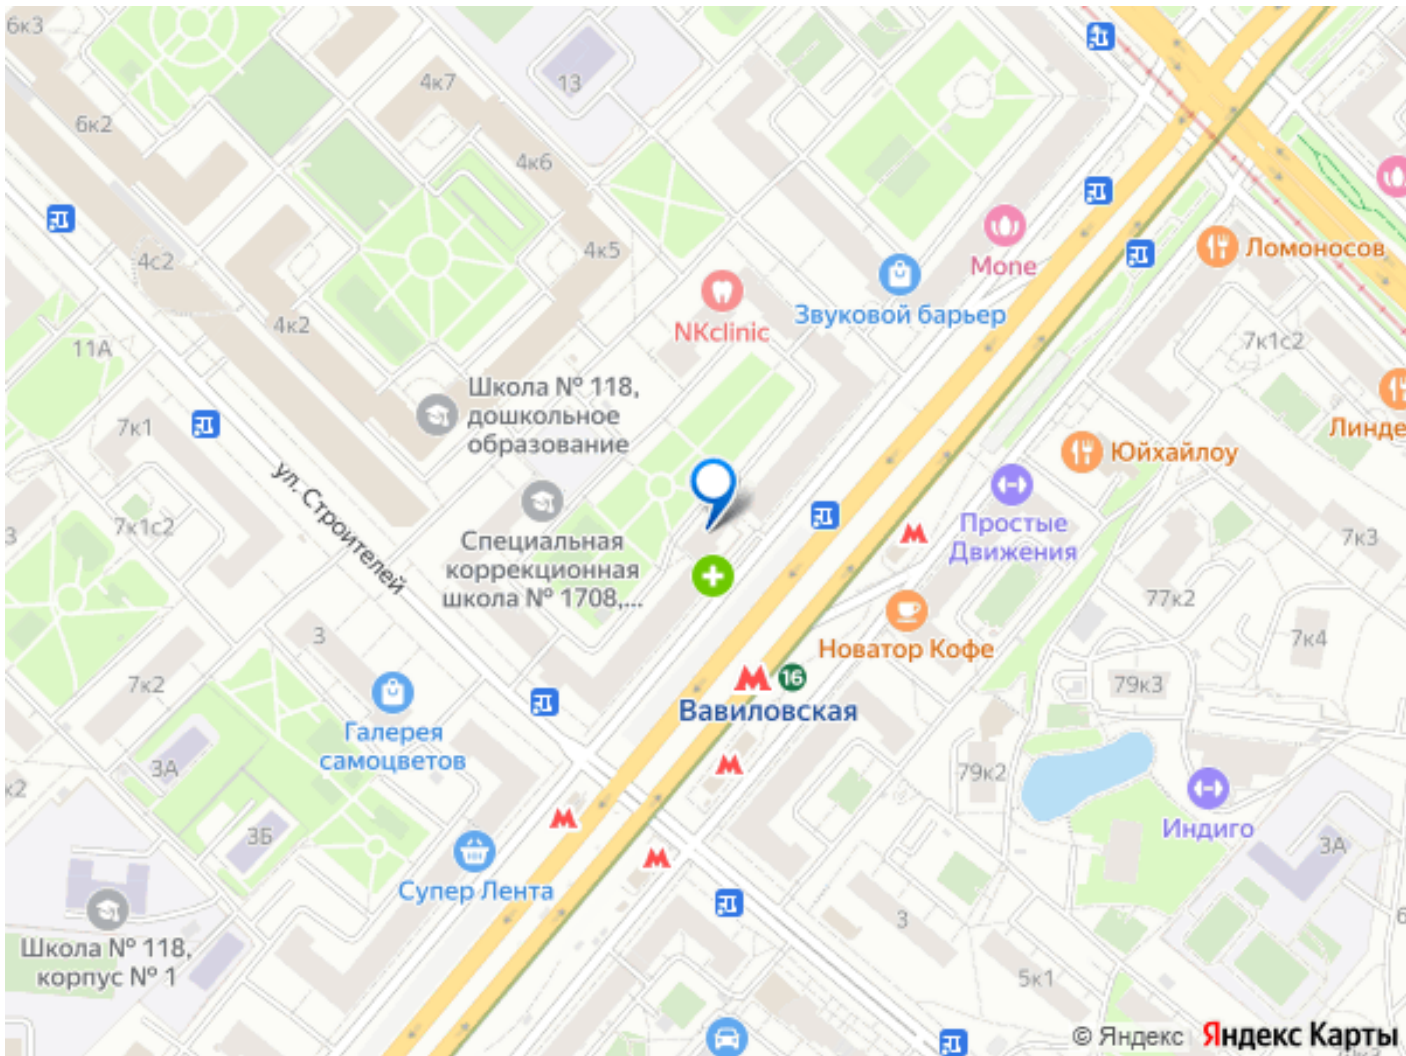 6к3
13
4к7
6к2
4к6
4к5
4с2
Mone
Ломоносов
Звуковой барьер
4к2
NKclinic
11А
7к1с2
Школа № 118,
дошкольное
образование
7к1
Линде
Юйхайлоу
ул. Строителей
7к1с2
3
Специальная
коррекционная
школа № 1708,...
Простые
Движения
7к3
77к2
3
Новатор Кофе
7к4
16
7к2
79к3
Вавиловская
Галерея
самоцветов
3А
к2
79к2
Индиго
3Б
3А
Супер Лента
3
6
Школа № 118,
корпус № 1
5к1
© Яндекс Яндекс Карты